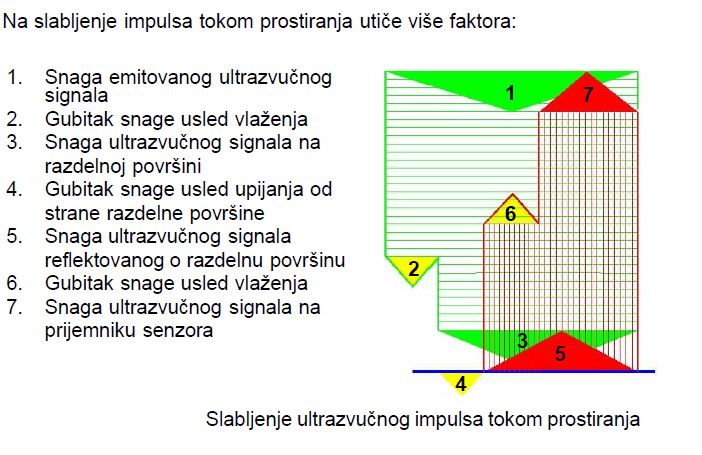 Na slabljenje impulsa tokom prostiranja utiče više faktora:
1. Snaga emitovanog ultrazvučnog
signala
2. Gubitak snage usled vlaženja
3. Snaga ultrazvučnog signala na
razdelnoj površini
4. Gubitak snage usled upijanja od
strane razdelne površine
5. Snaga ultrazvučnog signala
reflektovanog o razdelnu površinu
6. Gubitak snage usled vlaženja
7. Snaga ultrazvučnog signala na
prijemniku senzora
1
7
6
2
3
5
4
Slabljenje ultrazvučnog impulsa tokom prostiranja